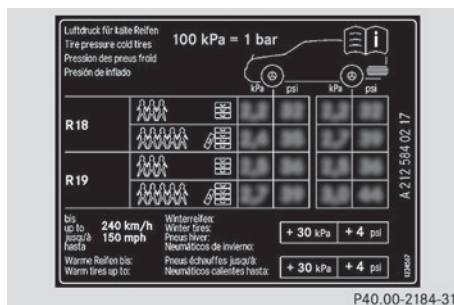 Luftdruck für kalte Reifen
Tire pressure cold tires
Pression des pneus froid
Presión de inflado
100 kPa = 1 bar
i
kPa psi kPa psi
R18
R19
A 212 584 02 17
bis
up to
jusqu'à
hasta
240 km/h
150 mph
Winterreifen:
Winter tires:
Pneus hiver:
Neumáticos de invierno:
+ 30 kPa + 4 psi
Warme Reifen bis:
Warm tires up to:
Pneus échauffés jusqu'à:
Neumáticos calientes hasta:
+ 30 kPa + 4 psi
1234567
P40.00-2184-31